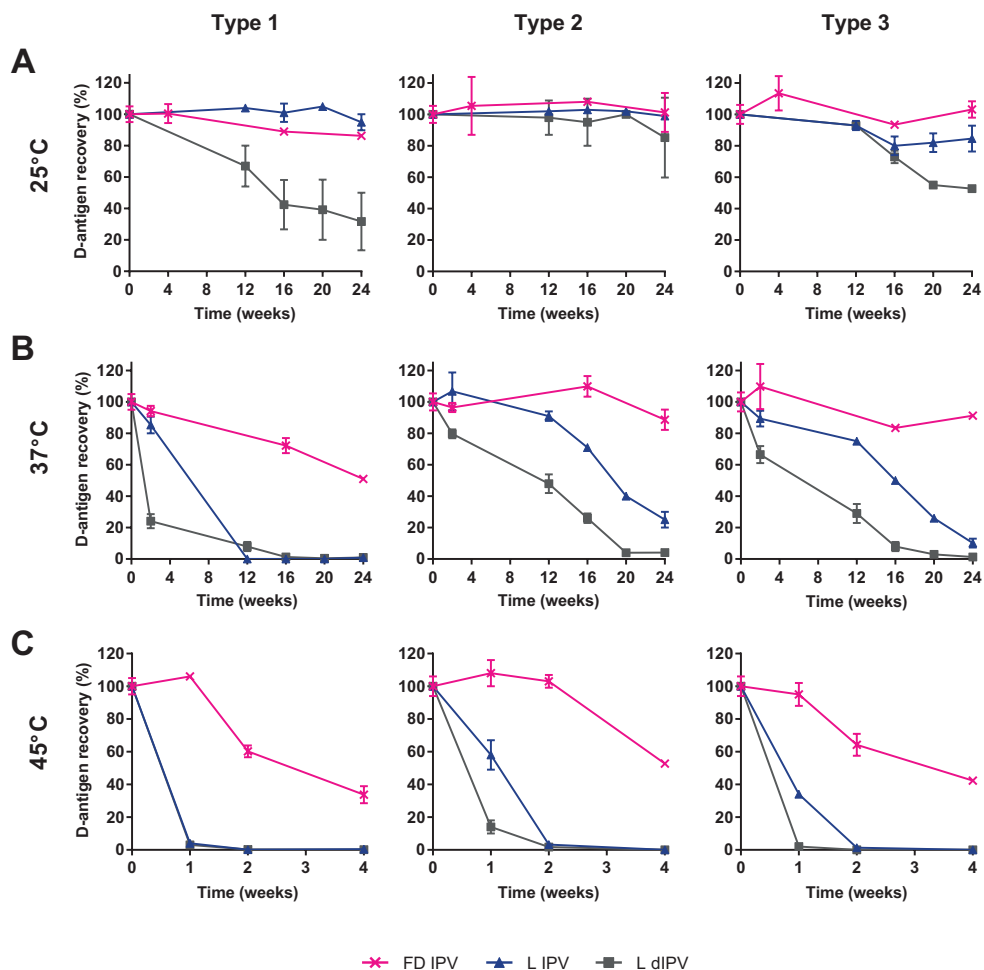 Type 1 Type 2 Type 3
A
25°C
D-antigen recovery (%)
120 120 120
100 100 100
80 80 80
60 60 60
40 40 40
20 20 20
0 0 0
0 4 8 12 16 20 24 0 4 8 12 16 20 24 0 4 8 12 16 20 24
Time (weeks) Time (weeks) Time (weeks)
B
37°C
D-antigen recovery (%)
120 120 120
100 100 100
80 80 80
60 60 60
40 40 40
20 20 20
0 0 0
0 4 8 12 16 20 24 0 4 8 12 16 20 24 0 4 8 12 16 20 24
Time (weeks) Time (weeks) Time (weeks)
C
45°C
D-antigen recovery (%)
120 120 120
100 100 100
80 80 80
60 60 60
40 40 40
20 20 20
0 0 0
0 1 2 3 4 0 1 2 3 4 0 1 2 3 4
Time (weeks) Time (weeks) Time (weeks)
FD IPV L IPV L dIPV